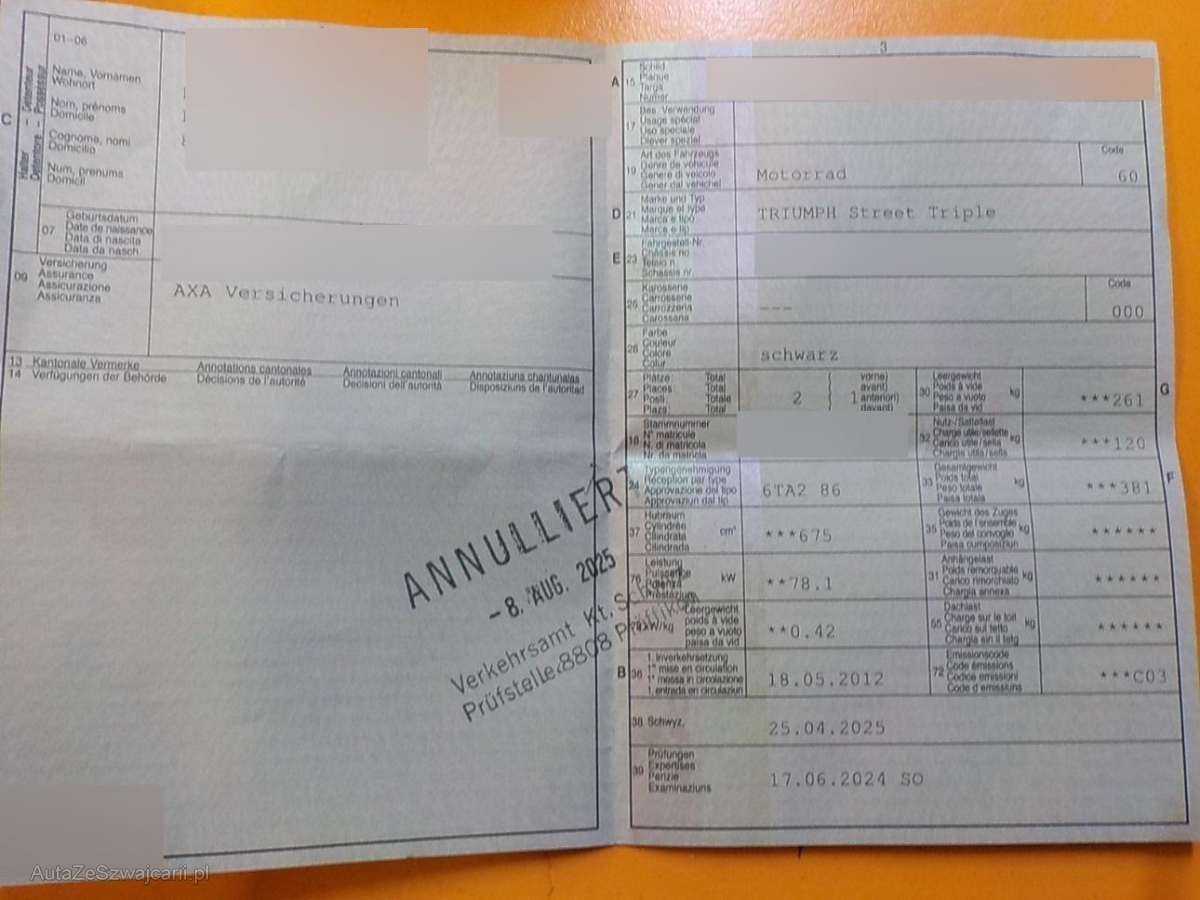 01-06
Name, Vornamen
Wohnort
Nom, prénoms
Domicile
Cognome, nomi
Domicilio
Num, prenums
Domicil
C
Halter - Détenteur
Detentore - Possessur
07
Geburtsdatum
Date de naissance
Data di nascita
Data da nasch.
09
Versicherung
Assurance
Assicurazione
Assicuranza
AXA Versicherungen
13 Kantonale Vermerke
14 Verfügungen der Behörde
Annotations cantonales
Décisions de l'autorité
Annotazioni cantonali
Decisioni dell'autorità
Annotaziuns chantunalas
Disposiziuns da l'autoritad
ANNULLIERT
-8. AUG. 2025
Verkehrsamt Kt.
Prüfstelle 8808 Pfäffikon
3
A
15
Schild
Plaque
Targa
Numer
17
Bes. Verwendung
Usage spécial
Uso speciale
Diever spezial
19
Art des Fahrzeugs
Genre de véhicule
Genere di veicolo
Gener dal vehichel
Motorrad
Code
60
D
21
Marke und Typ
Marque et type
Marca e tipo
Marca e tip
TRIUMPH Street Triple
E
23
Fahrgestell-Nr.
Châssis no
Telaio n.
Schassis nr.
25
Karosserie
Carrosserie
Carrozzeria
Carossaria
---
Code
000
26
Farbe
Couleur
Colore
Colur
schwarz
27
Plätze: Total
Places: Total
Posti: Totale
Plazs: Total
2
{ 1
vorne)
avant)
anteriori)
davant)
30
Leergewicht
Poids à vide
Peso a vuoto
Paisa da vid
kg
***261
G
18
Stammnummer
N° matricule
N. di matricola
Nr. da matricla
32
Nutz-/Sattellast
Charge utile/sellette
Carico utile/sella
Chargia utila/sella
kg
***120
24
Typengenehmigung
Réception par type
Approvazione del tipo
Approvaziun dal tip
6TA2 86
33
Gesamtgewicht
Poids total
Peso totale
Paisa totala
kg
***381
F
37
Hubraum
Cylindrée
Cilindrata
Cilindrada
cm³
***675
35
Gewicht des Zuges
Poids de l'ensemble
Peso del convoglio
Paisa cumposiziun
kg
******
76
Leistung
Puissance
Potenza
Prestaziun
kW
**78.1
31
Anhängelast
Poids remorquable
Carico rimorchiato
Chargia annexa
kg
******
kW/kg
Leergewicht
poids à vide
peso a vuoto
paisa da vid
**0.42
55
Dachlast
Charge sur le toit
Carico sul tetto
Chargia sin il tetg
kg
******
B
36
1. Inverkehrsetzung
1re mise en circulation
1a messa in circolazione
1. entrada en circulaziun
18.05.2012
72
Emissionscode
Code émissions
Codice emissioni
Code d'emissiuns
***C03
38 Schwyz,
25.04.2025
39
Prüfungen
Expertises
Perizie
Examinaziuns
17.06.2024 SO
AutaZeSzwajcarii.pl